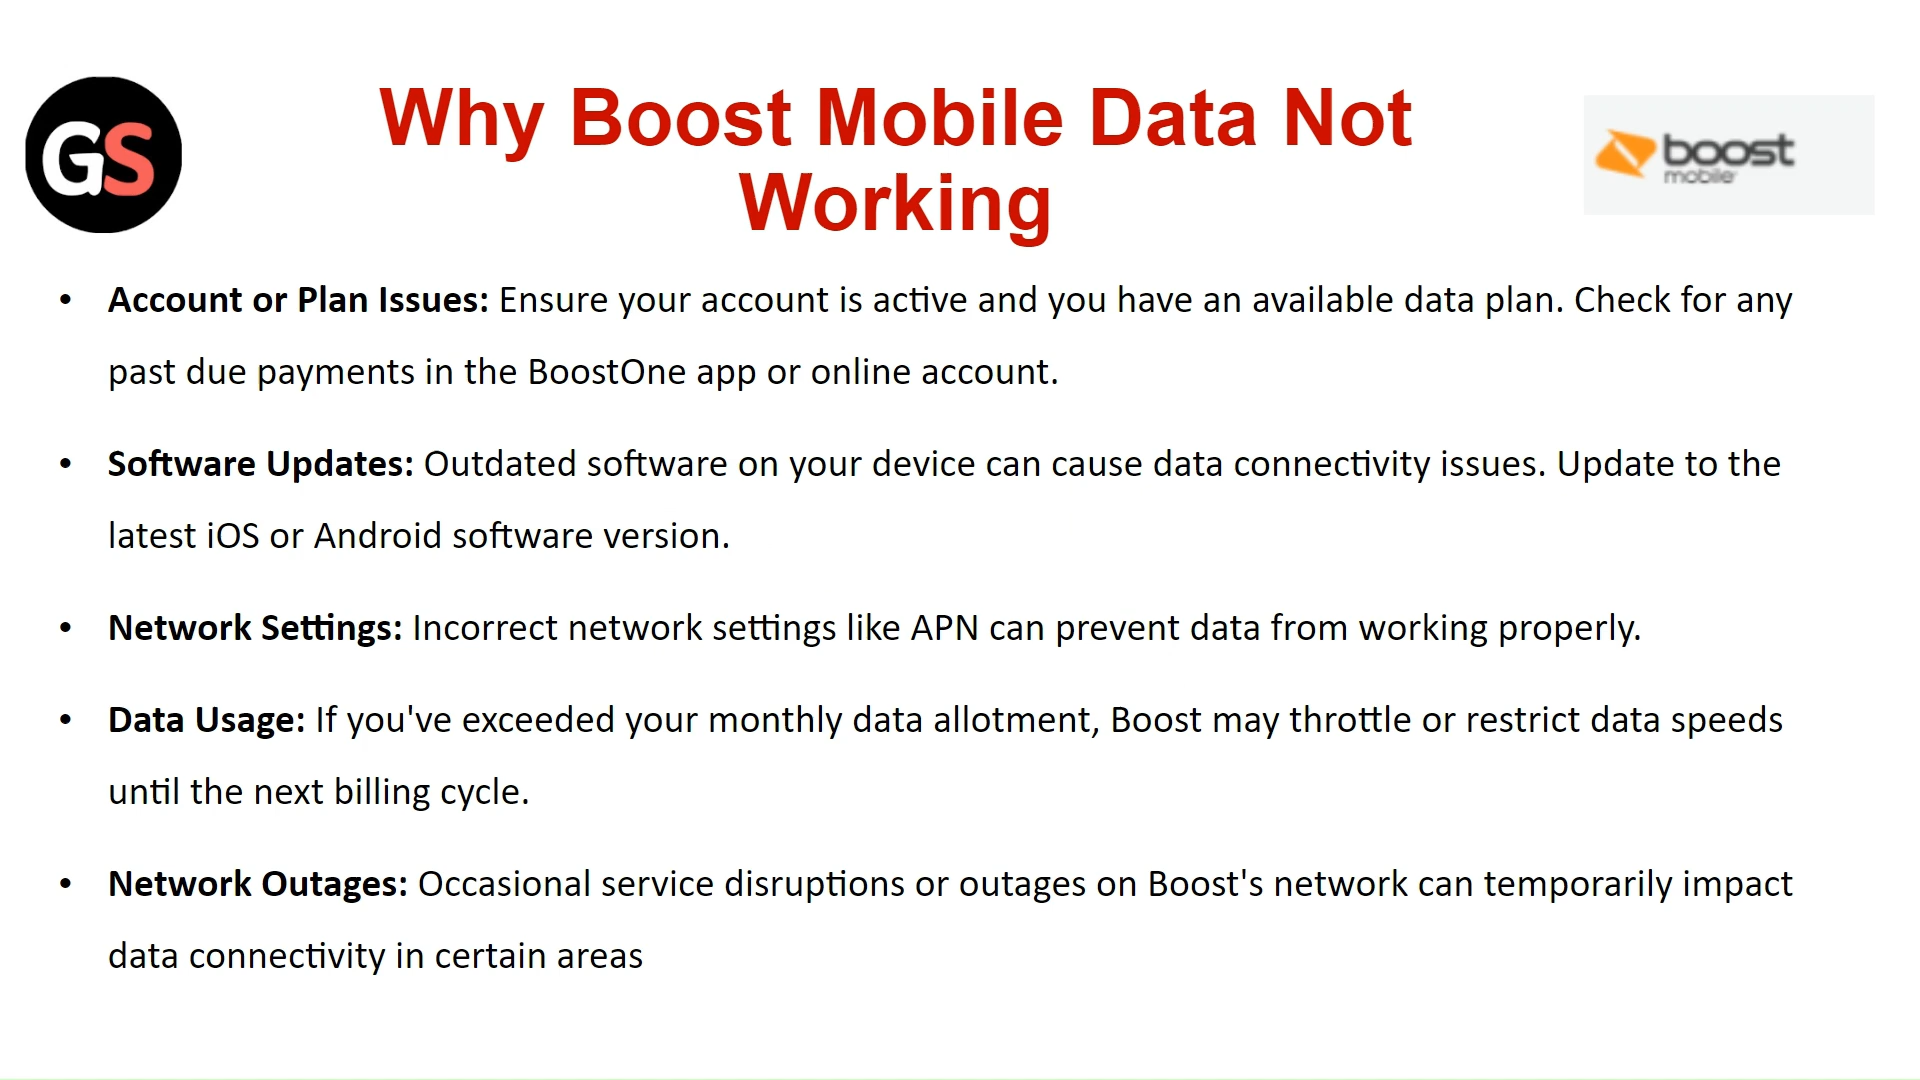 GS
Why Boost Mobile Data Not
Working
boost
mobile
• Account or Plan Issues: Ensure your account is active and you have an available data plan. Check for any
past due payments in the BoostOne app or online account.
• Software Updates: Outdated software on your device can cause data connectivity issues. Update to the
latest iOS or Android software version.
• Network Settings: Incorrect network settings like APN can prevent data from working properly.
• Data Usage: If you've exceeded your monthly data allotment, Boost may throttle or restrict data speeds
until the next billing cycle.
• Network Outages: Occasional service disruptions or outages on Boost's network can temporarily impact
data connectivity in certain areas